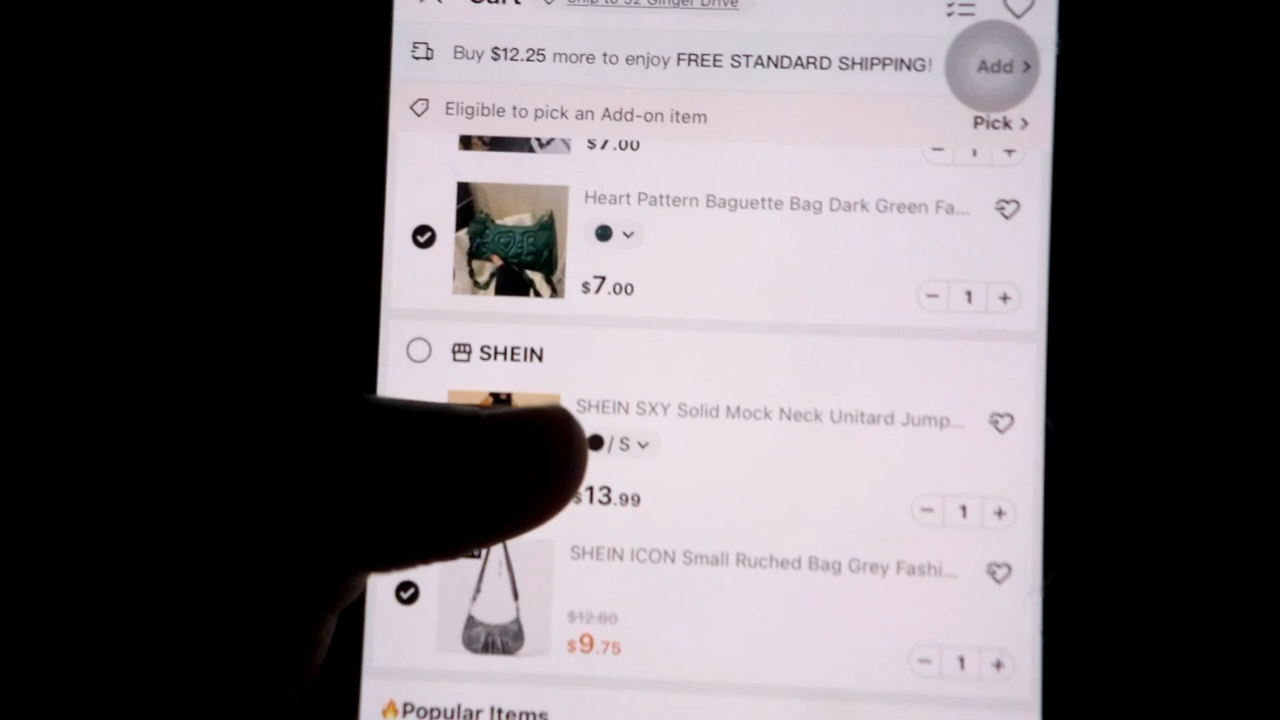 Cart Ship to 52 Ginger Drive
Buy $12.25 more to enjoy FREE STANDARD SHIPPING! Add >
Eligible to pick an Add-on item Pick >
$7.00 − 1 +
Heart Pattern Baguette Bag Dark Green Fa...
$7.00 − 1 +
SHEIN
SHEIN SXY Solid Mock Neck Unitard Jump...
/ S
$13.99 − 1 +
SHEIN ICON Small Ruched Bag Grey Fashi...
$12.80
$9.75 − 1 +
Popular Items